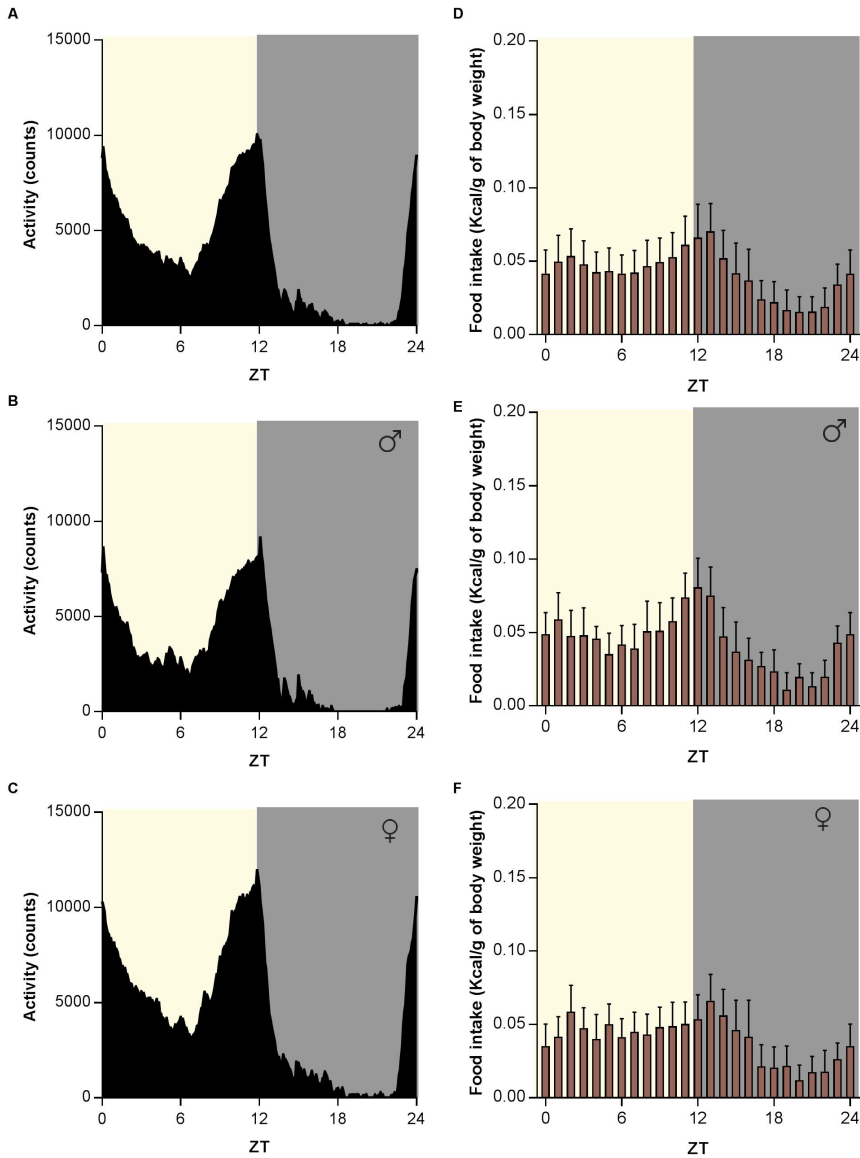 A
15000
10000
5000
0
Activity (counts)
0 6 12 18 24
ZT
B
15000
10000
5000
0
Activity (counts)
0 6 12 18 24
ZT
C
15000
10000
5000
0
Activity (counts)
0 6 12 18 24
ZT
D
0.20
0.15
0.10
0.05
0.00
Food intake (Kcal/g of body weight)
0 6 12 18 24
ZT
E
0.20
0.15
0.10
0.05
0.00
Food intake (Kcal/g of body weight)
0 6 12 18 24
ZT
F
0.20
0.15
0.10
0.05
0.00
Food intake (Kcal/g of body weight)
0 6 12 18 24
ZT